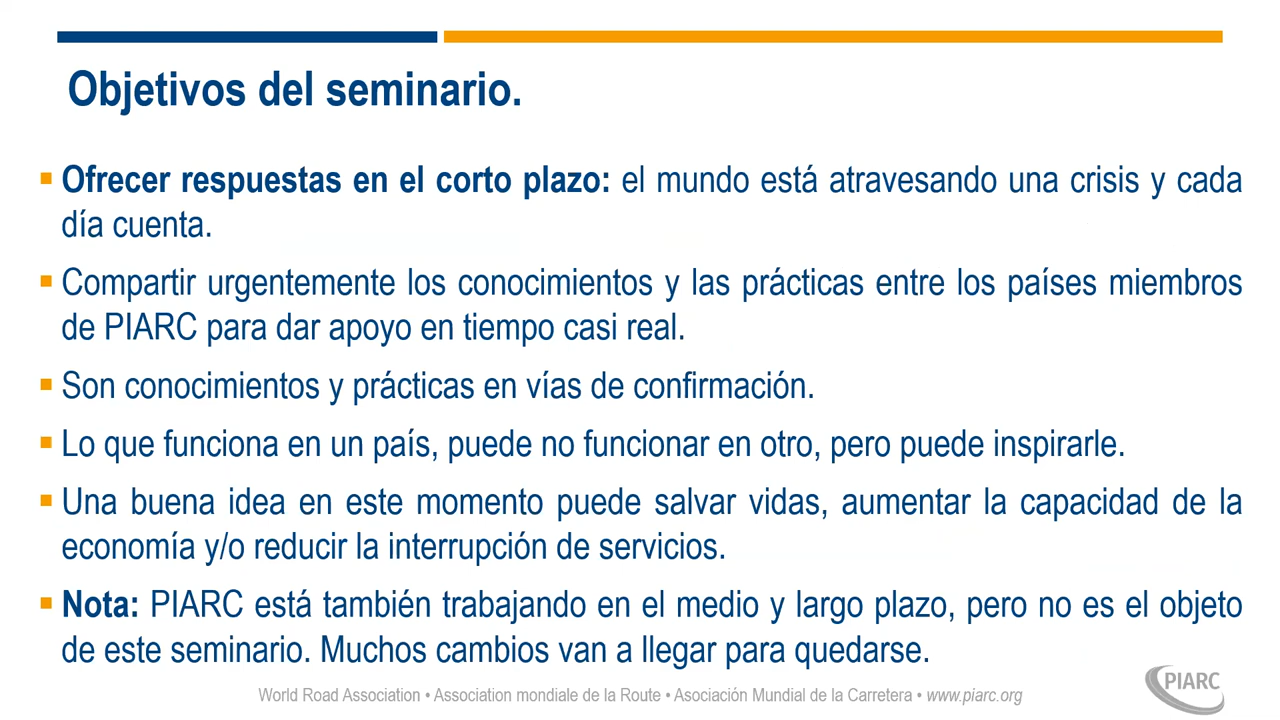 Objetivos del seminario.
Ofrecer respuestas en el corto plazo: el mundo está atravesando una crisis y cada
día cuenta.
Compartir urgentemente los conocimientos y las prácticas entre los países miembros
de PIARC para dar apoyo en tiempo casi real.
Son conocimientos y prácticas en vías de confirmación.
Lo que funciona en un país, puede no funcionar en otro, pero puede inspirarle.
Una buena idea en este momento puede salvar vidas, aumentar la capacidad de la
economía y/o reducir la interrupción de servicios.
Nota: PIARC está también trabajando en el medio y largo plazo, pero no es el objeto
de este seminario. Muchos cambios van a llegar para quedarse.
World Road Association • Association mondiale de la Route • Asociación Mundial de la Carretera • www.piarc.org
PIARC